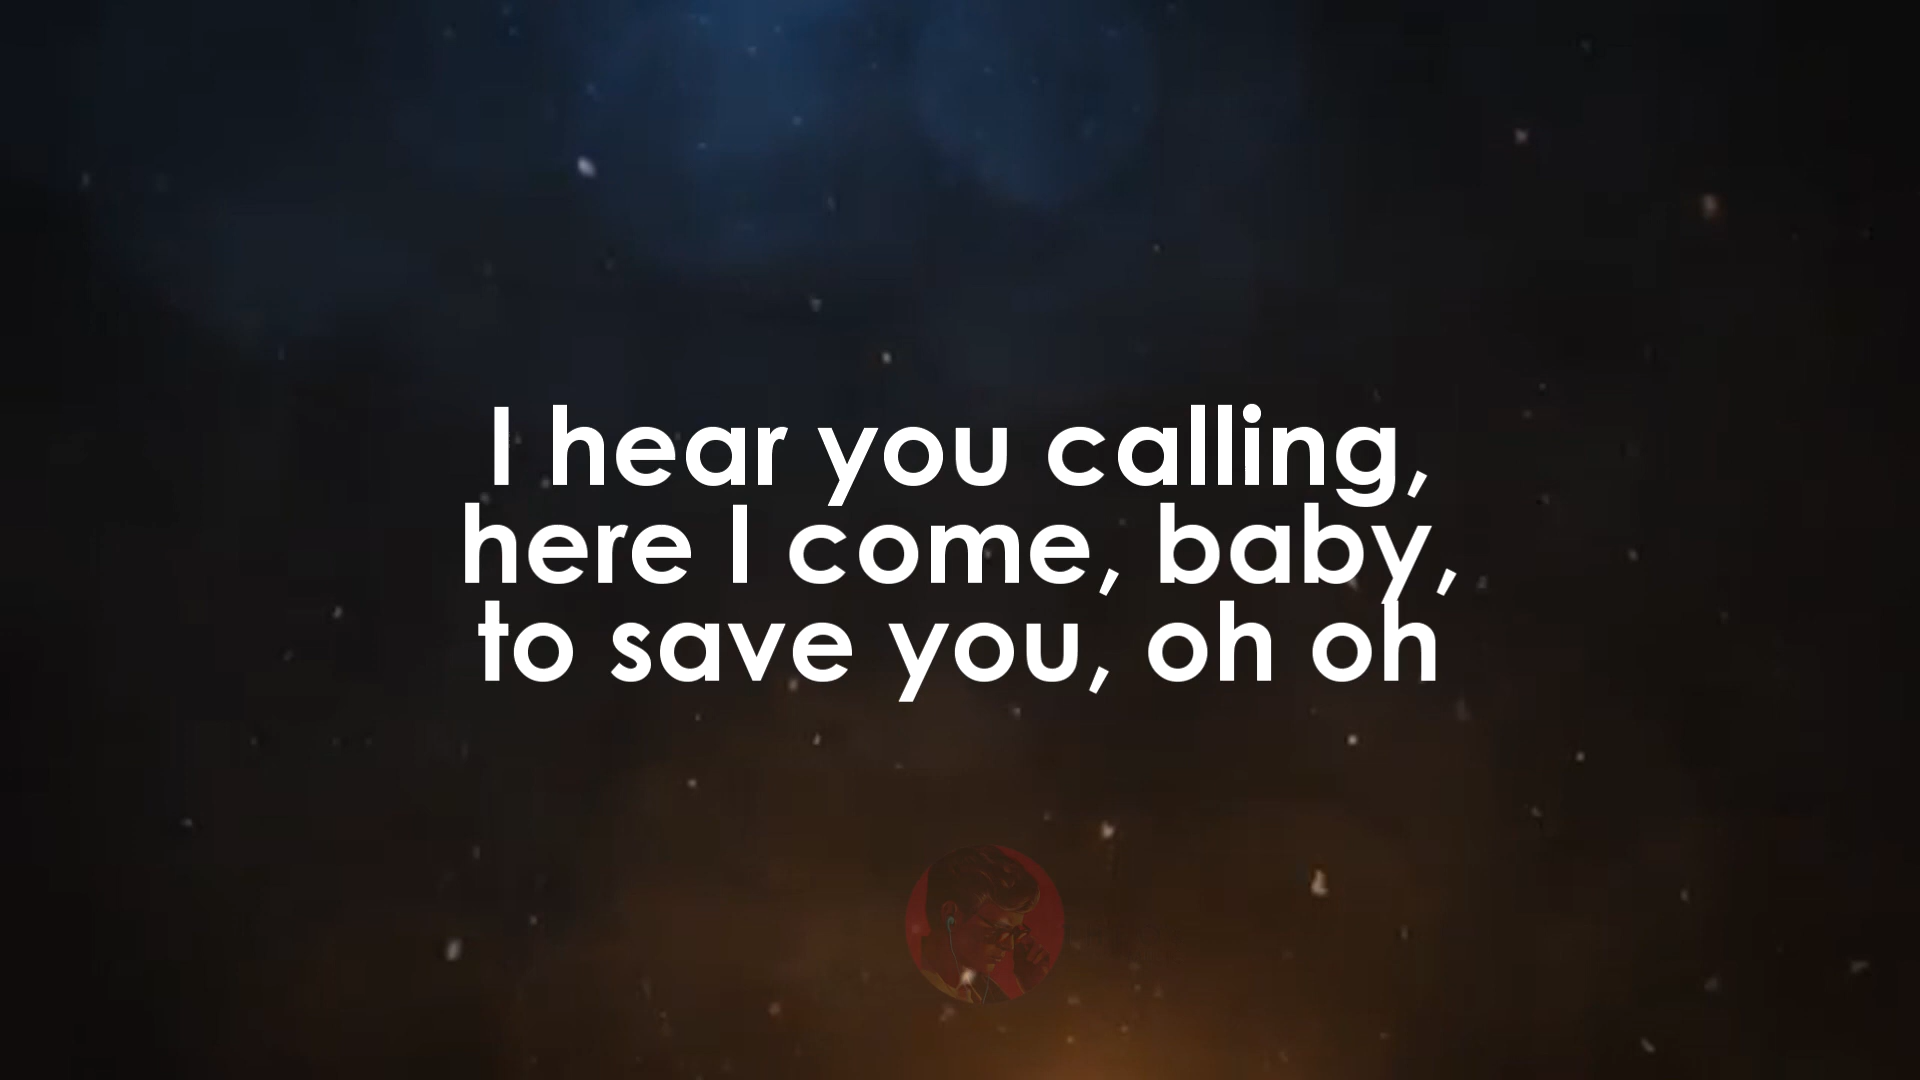 I hear you calling,
here I come, baby,
to save you, oh oh